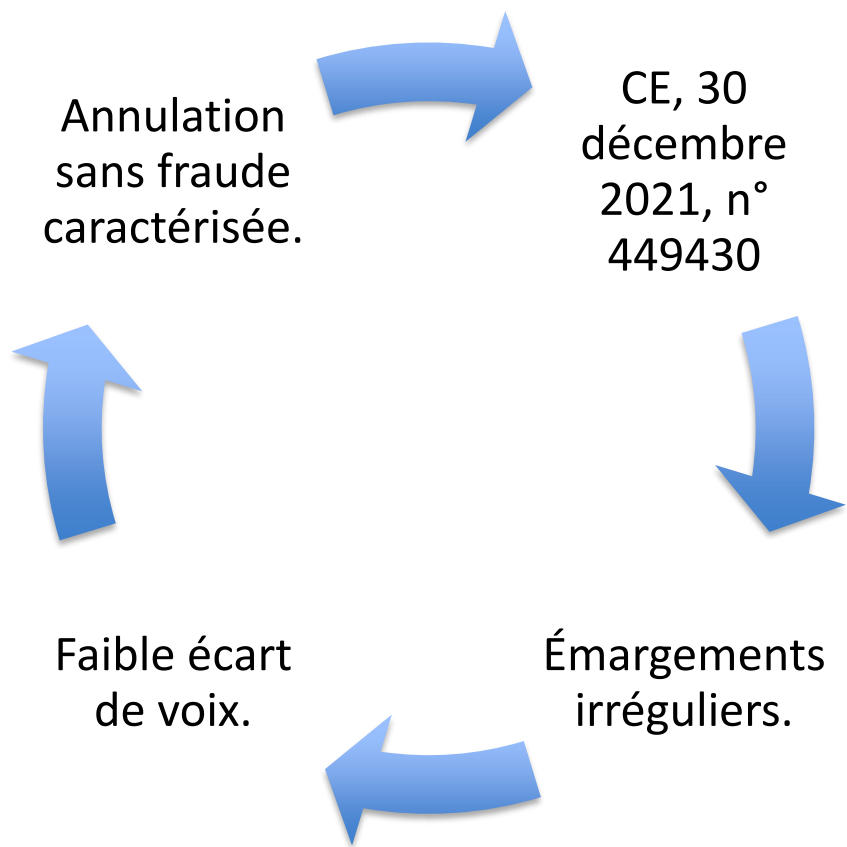 Annulation
sans fraude
caractérisée.
CE, 30
décembre
2021, n°
449430
Émargements
irréguliers.
Faible écart
de voix.